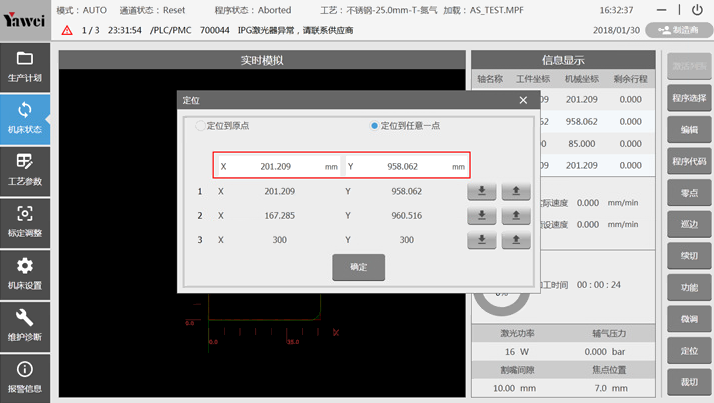 Yawei
模式：AUTO 通道状态：Reset 程序状态：Aborted 工艺：不锈钢-25.0mm-T-氮气 加载：AS_TEST.MPF 16:32:37
1 / 3 23:31:54 /PLC/PMC 700044 IPG激光器异常，请联系供应商 2018/01/30 制造商
生产计划
机床状态
工艺参数
标定调整
机床设置
维护诊断
报警信息
实时模拟
信息显示
轴名称 工件坐标 机械坐标 剩余行程
09 201.209 0.000
62 958.062 0.000
00 85.000 0.000
09 201.209 0.000
实际速度 0.000 mm/min
设速度 0.000 mm/min
工时间 00 : 00 : 24
0%
激光功率 辅气压力
16 W 0.000 bar
割嘴间隙 焦点位置
10.00 mm 7.0 mm
定位
定位到原点 定位到任意一点
X 201.209 mm Y 958.062 mm
1 X 201.209 Y 958.062
2 X 167.285 Y 960.516
3 X 300 Y 300
确定
0.0
0.0 10.0 X
程序选择
编辑
程序代码
零点
巡边
续切
功能
微调
定位
裁切